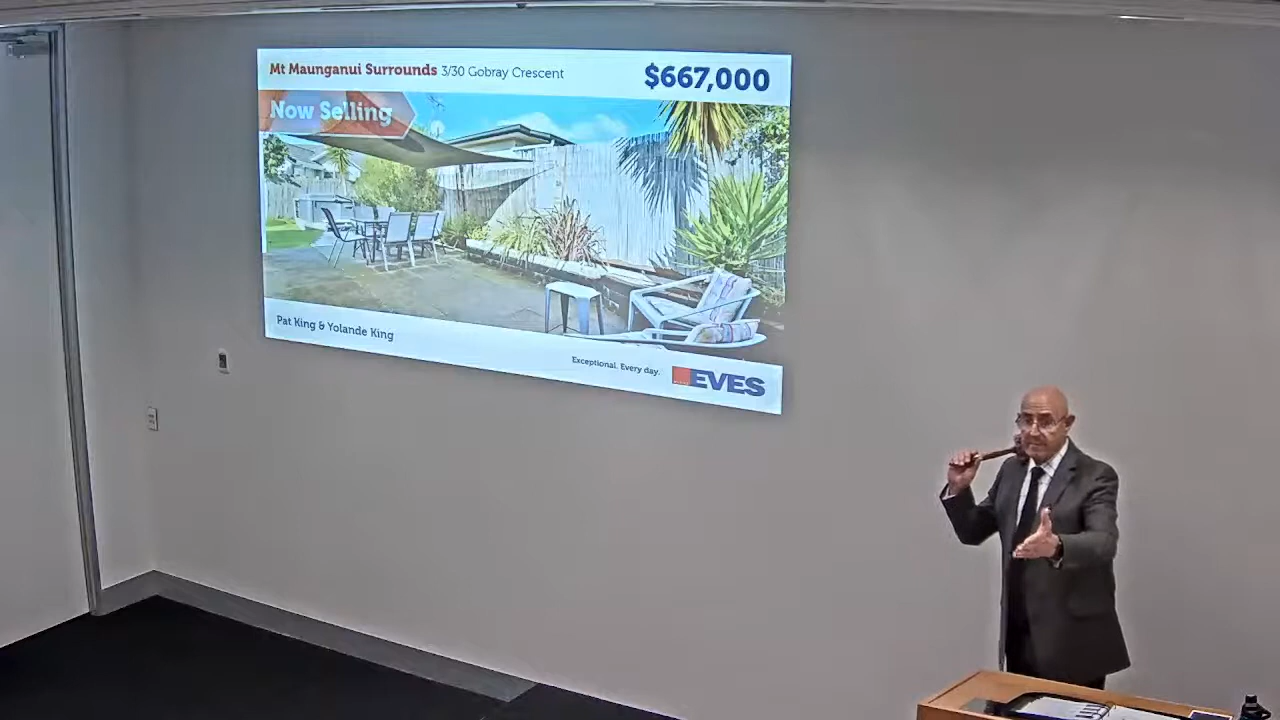 Mt Maunganui Surrounds 3/30 Gobray Crescent
$667,000
Now Selling
Pat King & Yolande King
Exceptional. Every day.
EVES